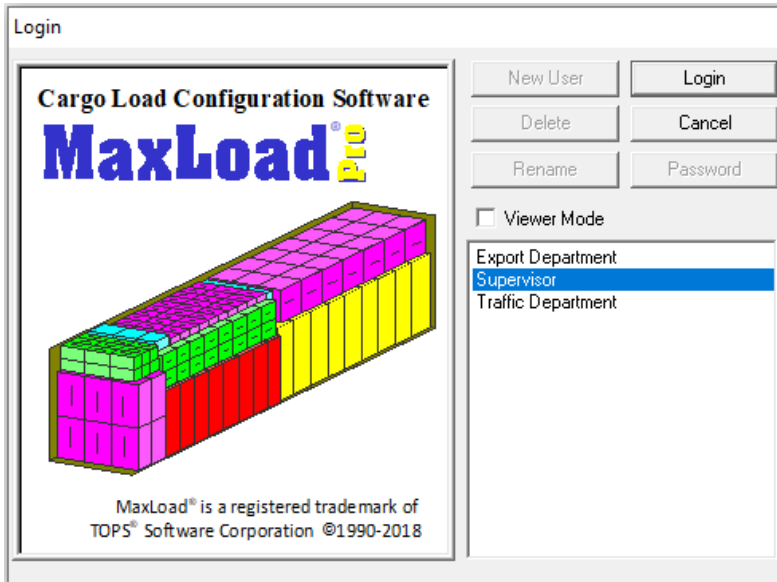 Login
Cargo Load Configuration Software
MaxLoad® Pro
MaxLoad® is a registered trademark of
TOPS® Software Corporation ©1990-2018
New User
Login
Delete
Cancel
Rename
Password
Viewer Mode
Export Department
Supervisor
Traffic Department